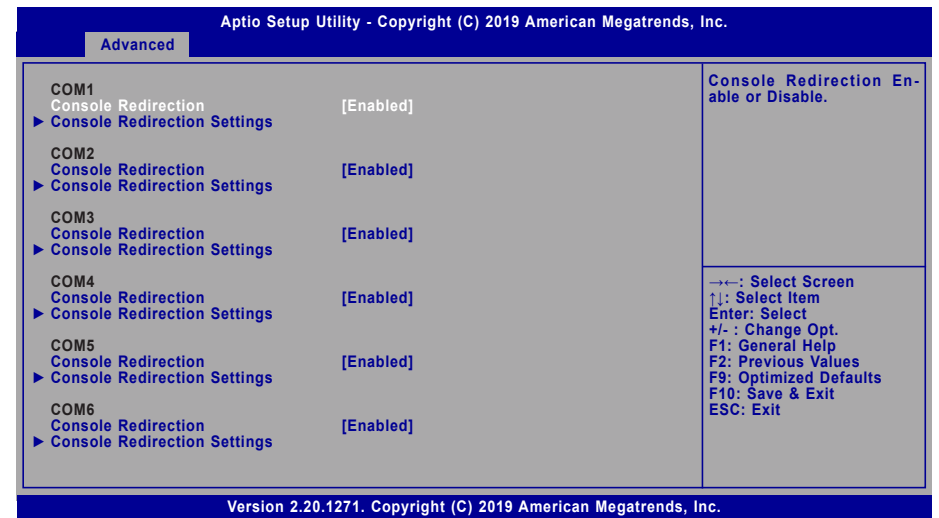 Aptio Setup Utility - Copyright (C) 2019 American Megatrends, Inc.
Advanced
COM1
Console Redirection [Enabled]
► Console Redirection Settings
COM2
Console Redirection [Enabled]
► Console Redirection Settings
COM3
Console Redirection [Enabled]
► Console Redirection Settings
COM4
Console Redirection [Enabled]
► Console Redirection Settings
COM5
Console Redirection [Enabled]
► Console Redirection Settings
COM6
Console Redirection [Enabled]
► Console Redirection Settings
Console Redirection En-
able or Disable.
→←: Select Screen
↑↓: Select Item
Enter: Select
+/- : Change Opt.
F1: General Help
F2: Previous Values
F9: Optimized Defaults
F10: Save & Exit
ESC: Exit
Version 2.20.1271. Copyright (C) 2019 American Megatrends, Inc.